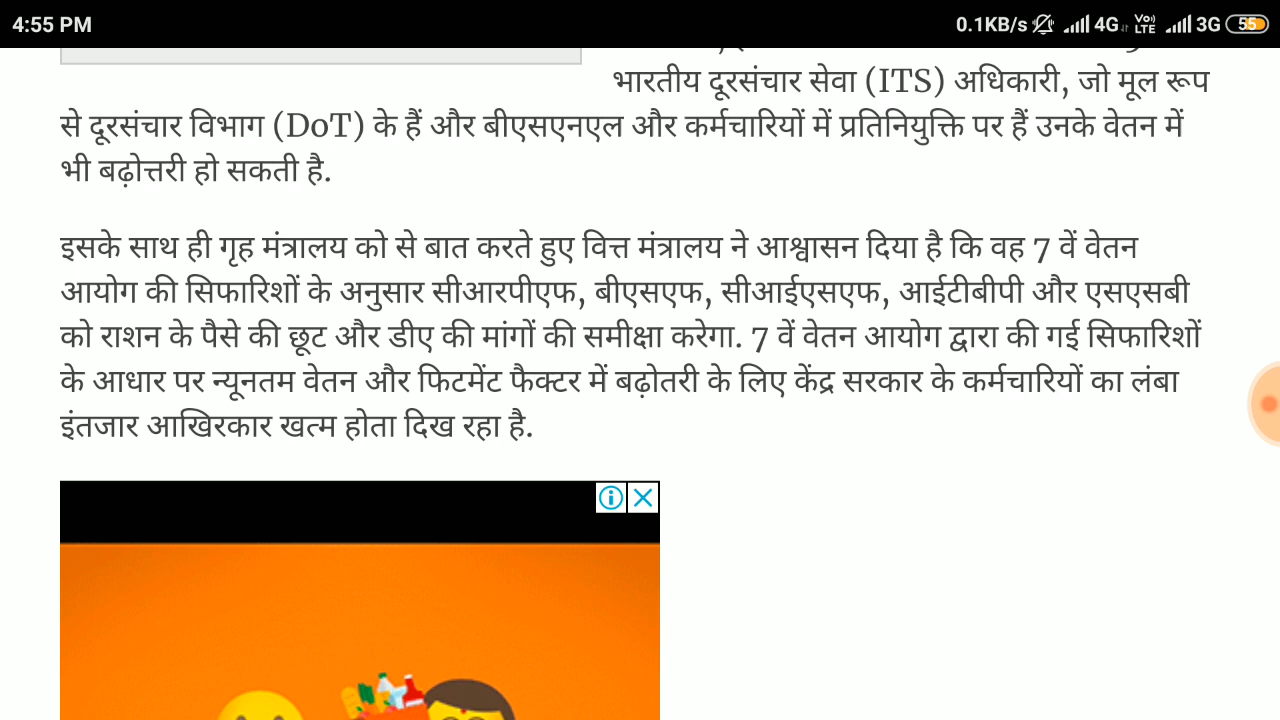 4:55 PM
0.1KB/s 4G Vo) LTE 3G 55
भारतीय दूरसंचार सेवा (ITS) अधिकारी, जो मूल रूप
से दूरसंचार विभाग (DoT) के हैं और बीएसएनएल और कर्मचारियों में प्रतिनियुक्ति पर हैं उनके वेतन में
भी बढ़ोत्तरी हो सकती है.
इसके साथ ही गृह मंत्रालय को से बात करते हुए वित्त मंत्रालय ने आश्वासन दिया है कि वह 7 वें वेतन
आयोग की सिफारिशों के अनुसार सीआरपीएफ, बीएसएफ, सीआईएसएफ, आईटीबीपी और एसएसबी
को राशन के पैसे की छूट और डीए की मांगों की समीक्षा करेगा. 7 वें वेतन आयोग द्वारा की गई सिफारिशों
के आधार पर न्यूनतम वेतन और फिटमेंट फैक्टर में बढ़ोतरी के लिए केंद्र सरकार के कर्मचारियों का लंबा
इंतजार आखिरकार खत्म होता दिख रहा है.